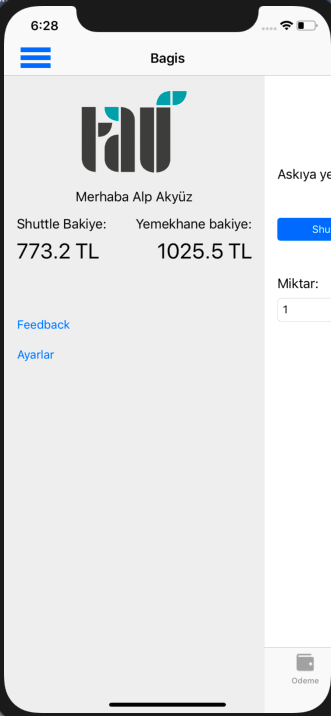 6:28
Bagis
tau
Merhaba Alp Akyüz
Shuttle Bakiye:
Yemekhane bakiye:
773.2 TL
1025.5 TL
Feedback
Ayarlar
Askıya ye
Shu
Miktar:
1
Odeme